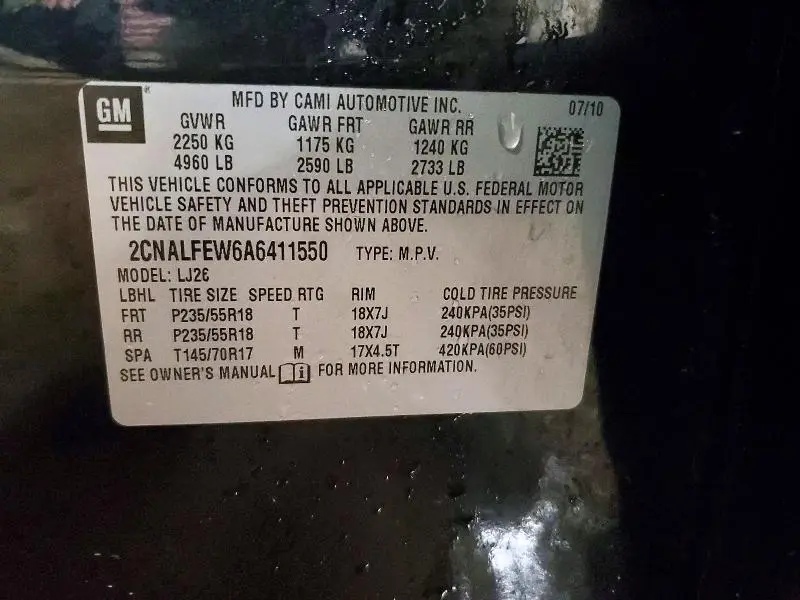 GM ® MFD BY CAMI AUTOMOTIVE INC. 07/10
GVWR GAWR FRT GAWR RR
2250 KG 1175 KG 1240 KG
4960 LB 2590 LB 2733 LB
THIS VEHICLE CONFORMS TO ALL APPLICABLE U.S. FEDERAL MOTOR
VEHICLE SAFETY AND THEFT PREVENTION STANDARDS IN EFFECT ON
THE DATE OF MANUFACTURE SHOWN ABOVE.
2CNALFEW6A6411550 TYPE: M.P.V.
MODEL: LJ26
LBHL TIRE SIZE SPEED RTG RIM COLD TIRE PRESSURE
FRT P235/55R18 T 18X7J 240KPA(35PSI)
RR P235/55R18 T 18X7J 240KPA(35PSI)
SPA T145/70R17 M 17X4.5T 420KPA(60PSI)
SEE OWNER'S MANUAL i FOR MORE INFORMATION.